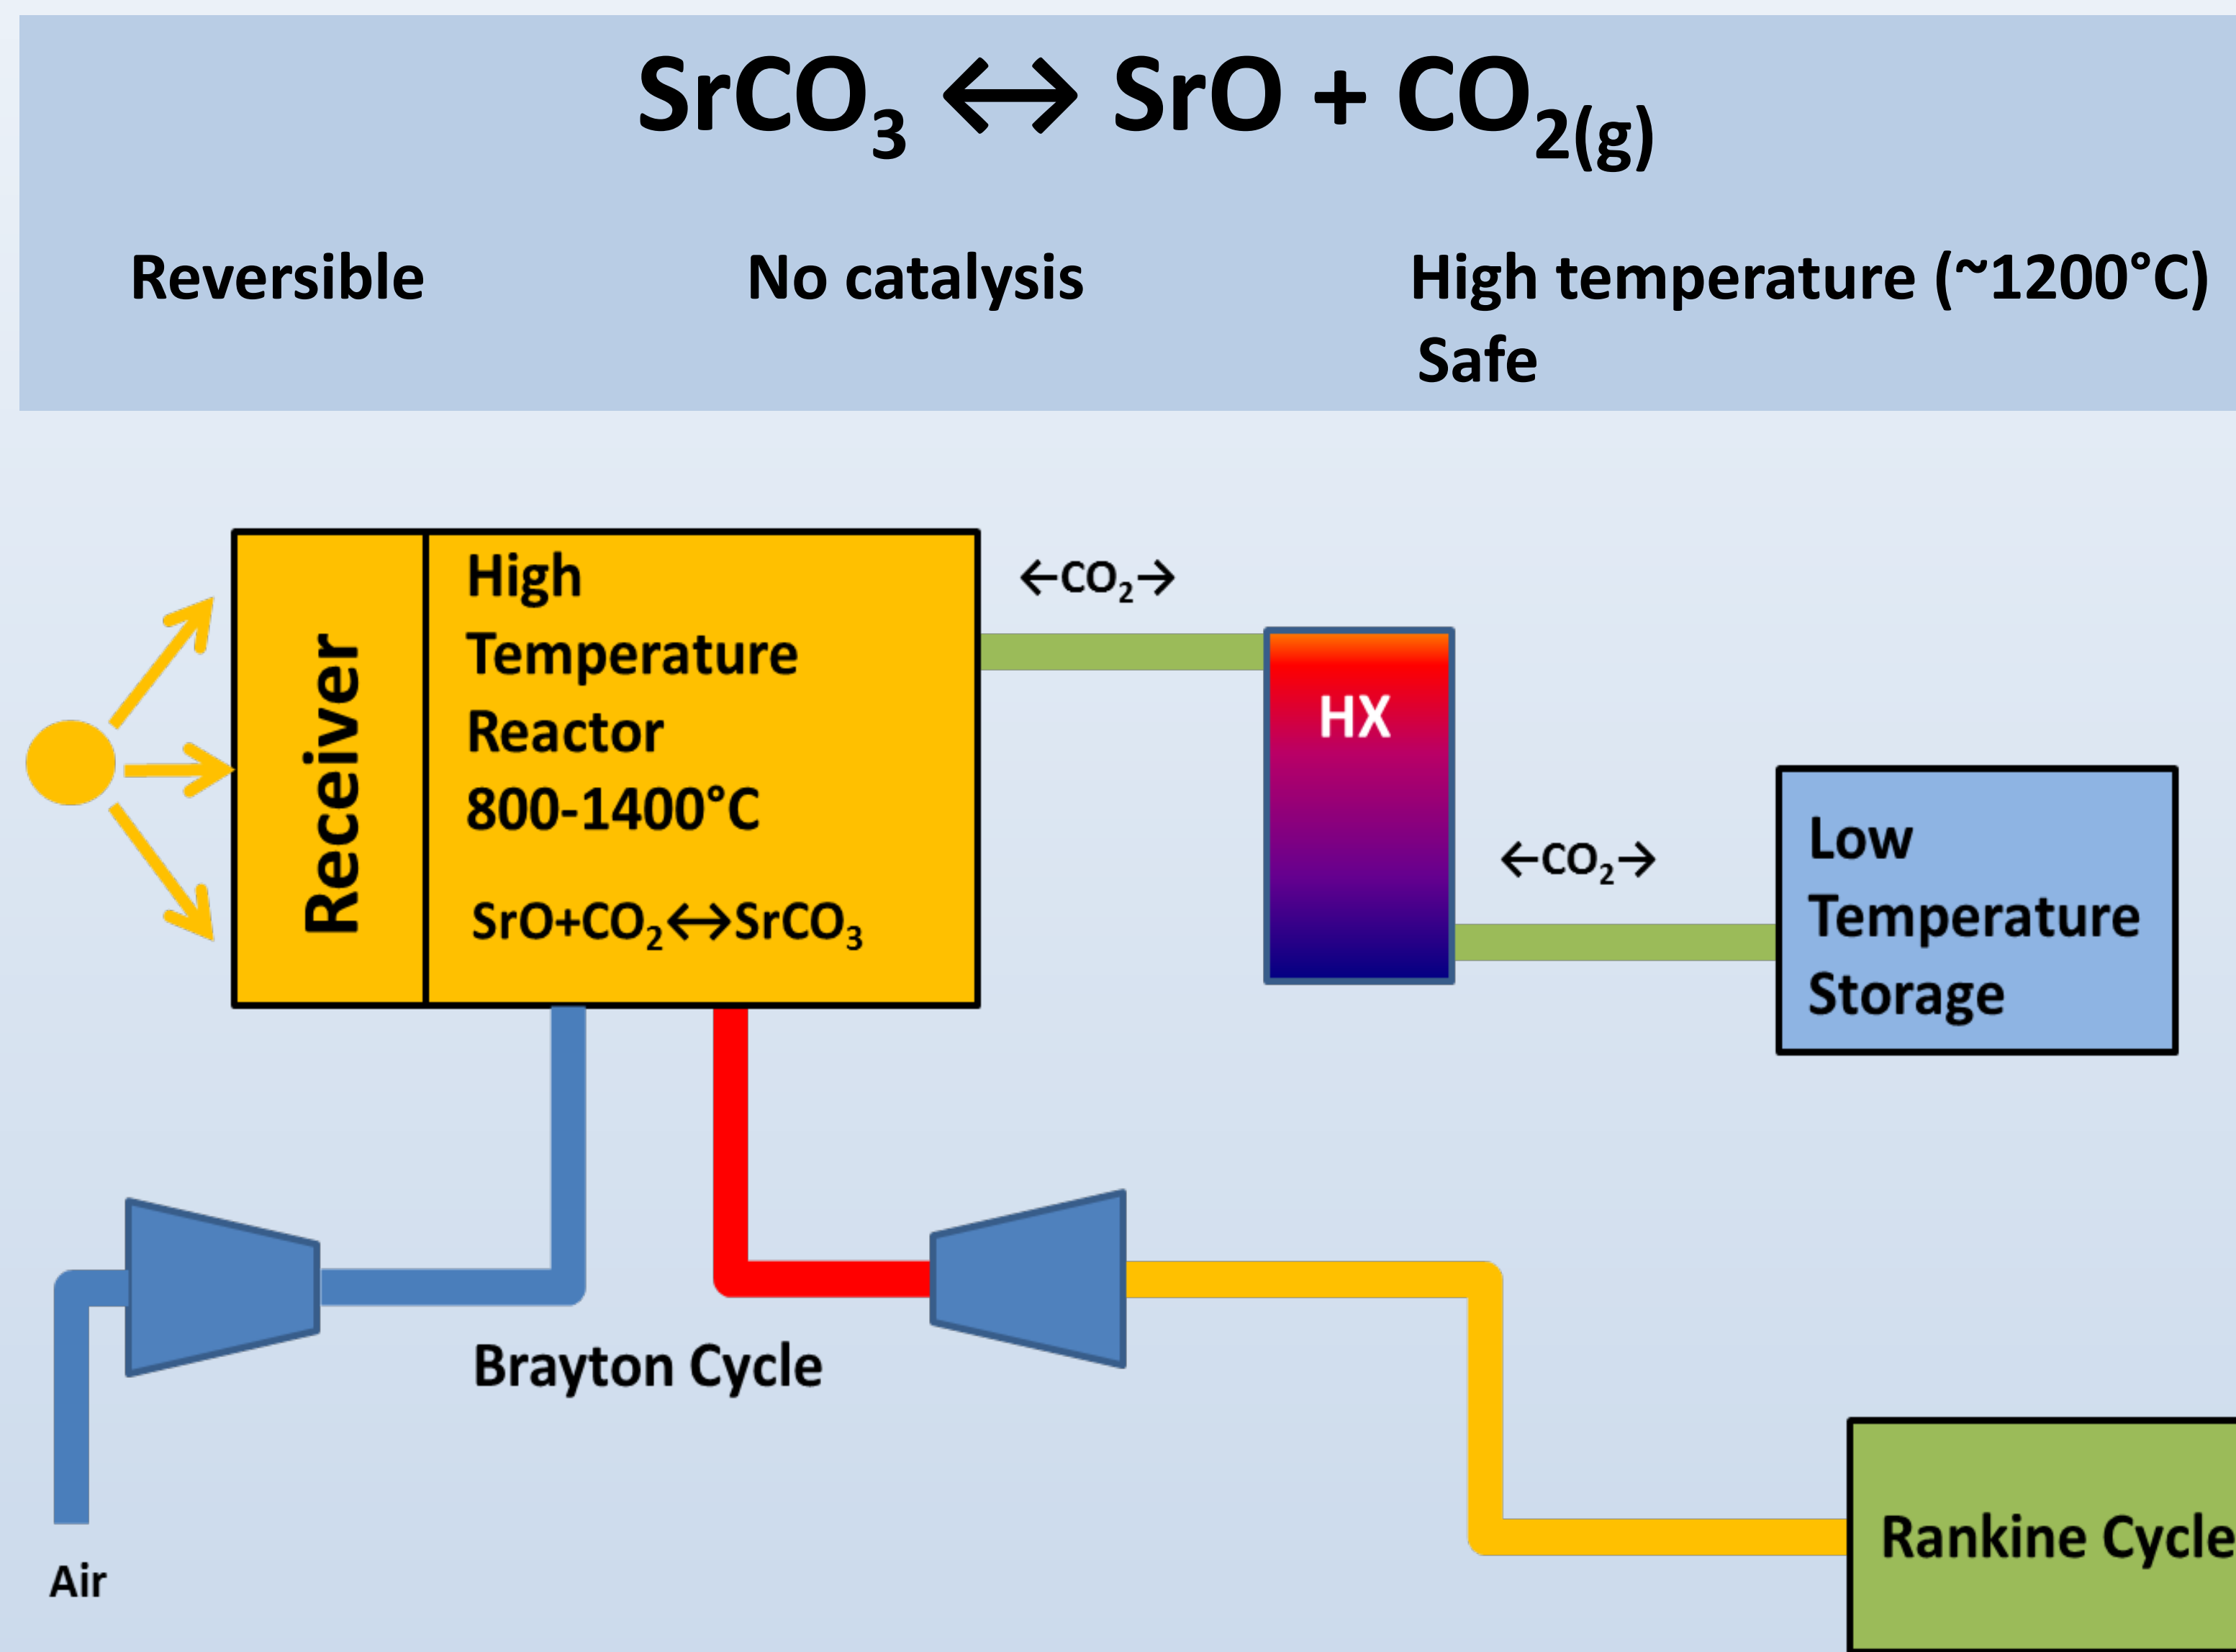 SrCO₃ ↔ SrO + CO₂(g)
Reversible No catalysis High temperature (~1200°C)
Safe
Receiver
High
Temperature
Reactor
800-1400°C
SrO+CO₂↔SrCO₃
←CO₂→
HX
←CO₂→
Low
Temperature
Storage
Brayton Cycle
Air
Rankine Cycle